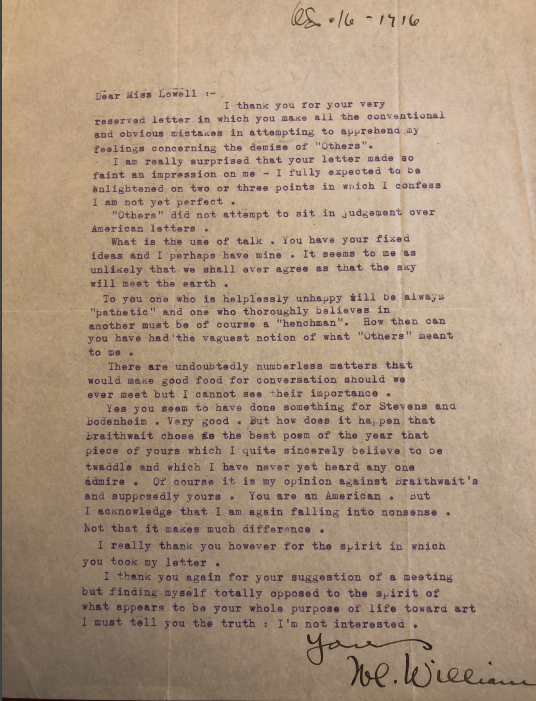 16 - 1916
Dear Miss Lowell :-
I thank you for your very
reserved letter in which you make all the conventional
and obvious mistakes in attempting to apprehend my
feelings concerning the demise of "Others".
I am really surprised that your letter made so
faint an impression on me - I fully expected to be
enlightened on two or three points in which I confess
I am not yet perfect .
"Others" did not attempt to sit in judgement over
American letters .
What is the use of talk . You have your fixed
ideas and I perhaps have mine . It seems to me as
unlikely that we shall ever agree as that the sky
will meet the earth .
To you one who is helplessly unhappy will be always
"pathetic" and one who thoroughly believes in
another must be of course a "henchman". How then can
you have had the vaguest notion of what "Others" meant
to me .
There are undoubtedly numberless matters that
would make good food for conversation should we
ever meet but I cannot see their importance .
Yes you seem to have done something for Stevens and
Bodenheim . Very good . But how does it happen that
Braithwait chose as the best poem of the year that
piece of yours which I quite sincerely believe to be
twaddle and which I have never yet heard any one
admire . Of course it is my opinion against Braithwait's
and supposedly yours . You are an American . But
I acknowledge that I am again falling into nonsense .
Not that it makes much difference .
I really thank you however for the spirit in which
you took my letter .
I thank you again for your suggestion of a meeting
but finding myself totally opposed to the spirit of
what appears to be your whole purpose of life toward art
I must tell you the truth : I'm not interested .
Yours
W.C. William